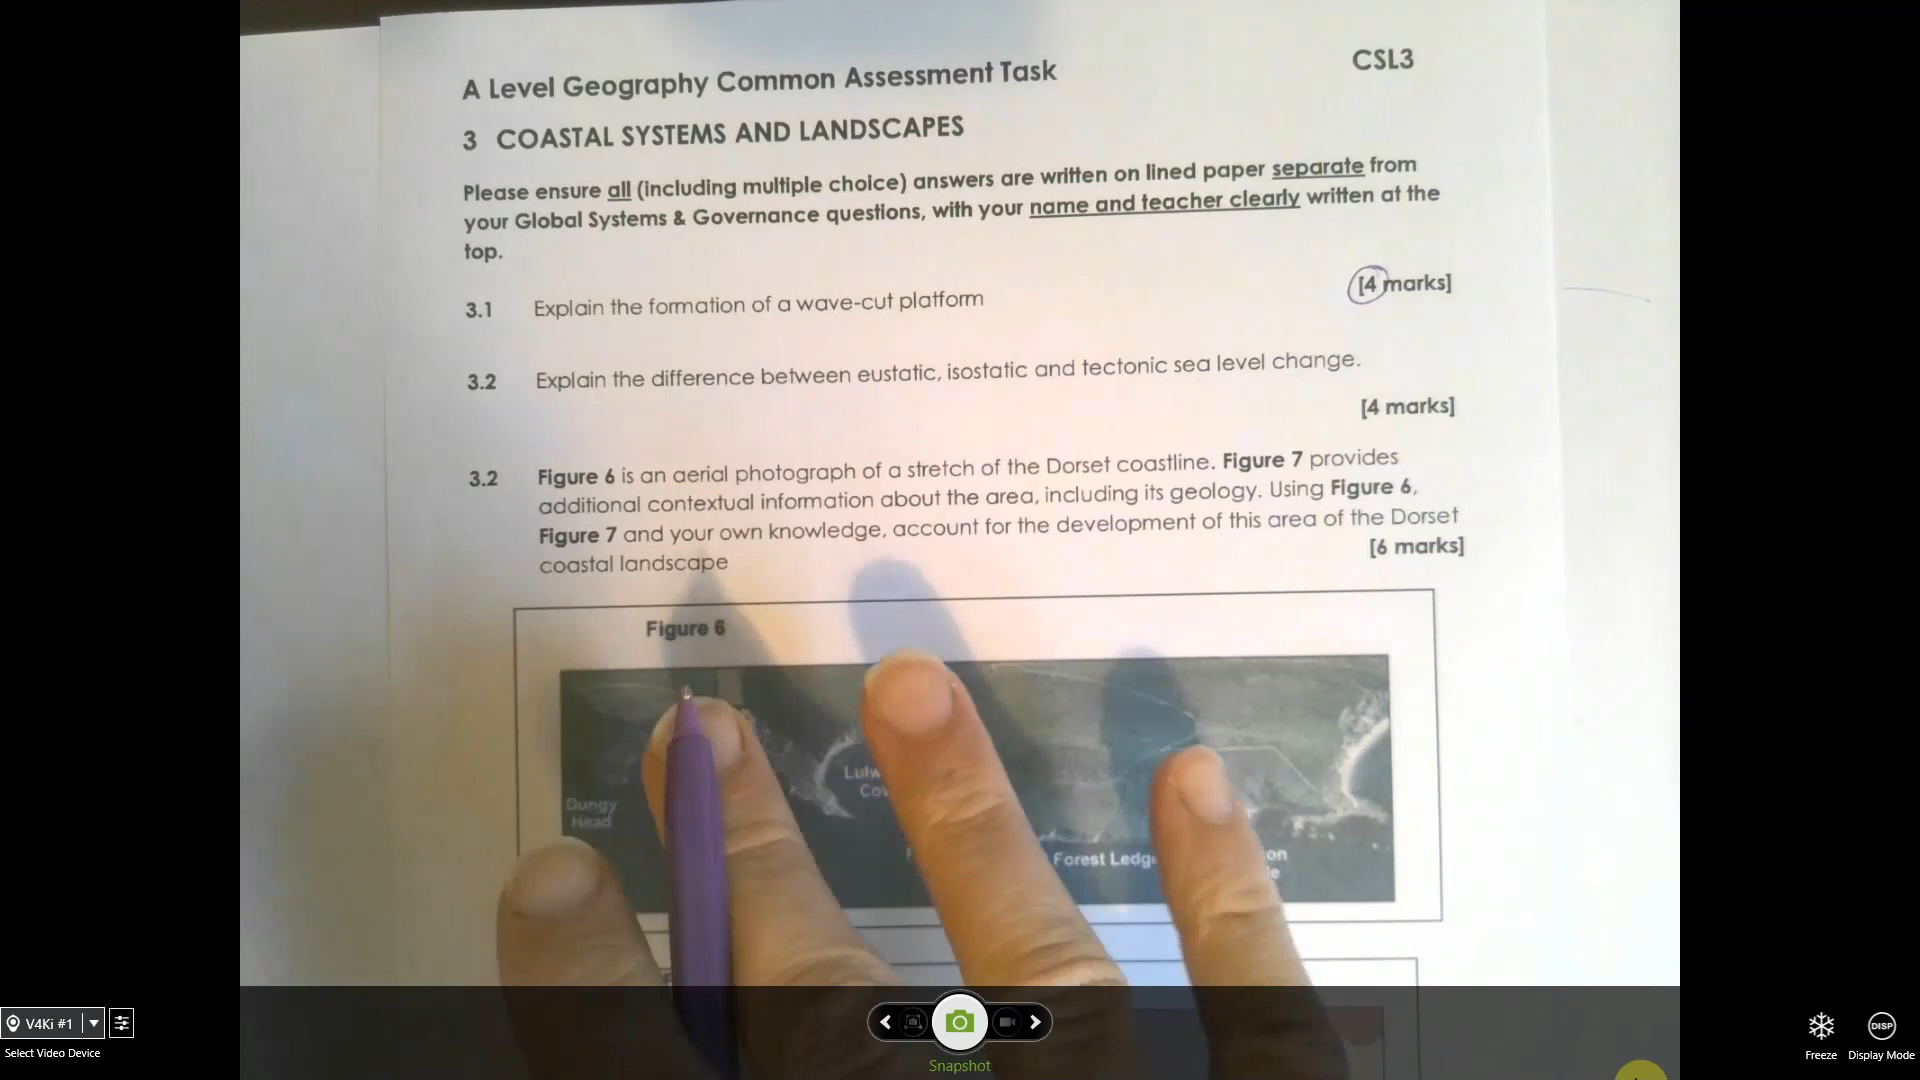 A Level Geography Common Assessment Task
CSL3
3 COASTAL SYSTEMS AND LANDSCAPES
Please ensure all (including multiple choice) answers are written on lined paper separate from
your Global Systems & Governance questions, with your name and teacher clearly written at the
top.
3.1 Explain the formation of a wave-cut platform
[4 marks]
3.2 Explain the difference between eustatic, isostatic and tectonic sea level change.
[4 marks]
3.2 Figure 6 is an aerial photograph of a stretch of the Dorset coastline. Figure 7 provides
additional contextual information about the area, including its geology. Using Figure 6,
Figure 7 and your own knowledge, account for the development of this area of the Dorset
coastal landscape
[6 marks]
Figure 6
Dungy
Head
Forest
V4Ki #1
Select Video Device
Snapshot
Freeze
DISP
Display Mode